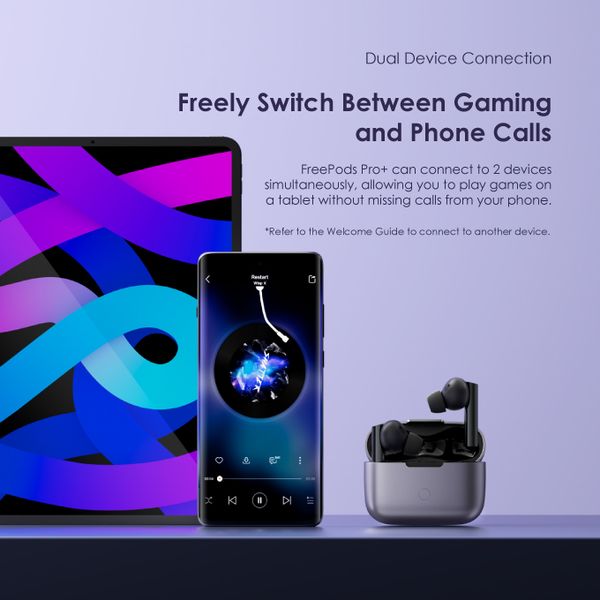 Dual Device Connection
Freely Switch Between Gaming
and Phone Calls
FreePods Pro+ can connect to 2 devices
simultaneously, allowing you to play games on
a tablet without missing calls from your phone.
*Refer to the Welcome Guide to connect to another device.
Restart